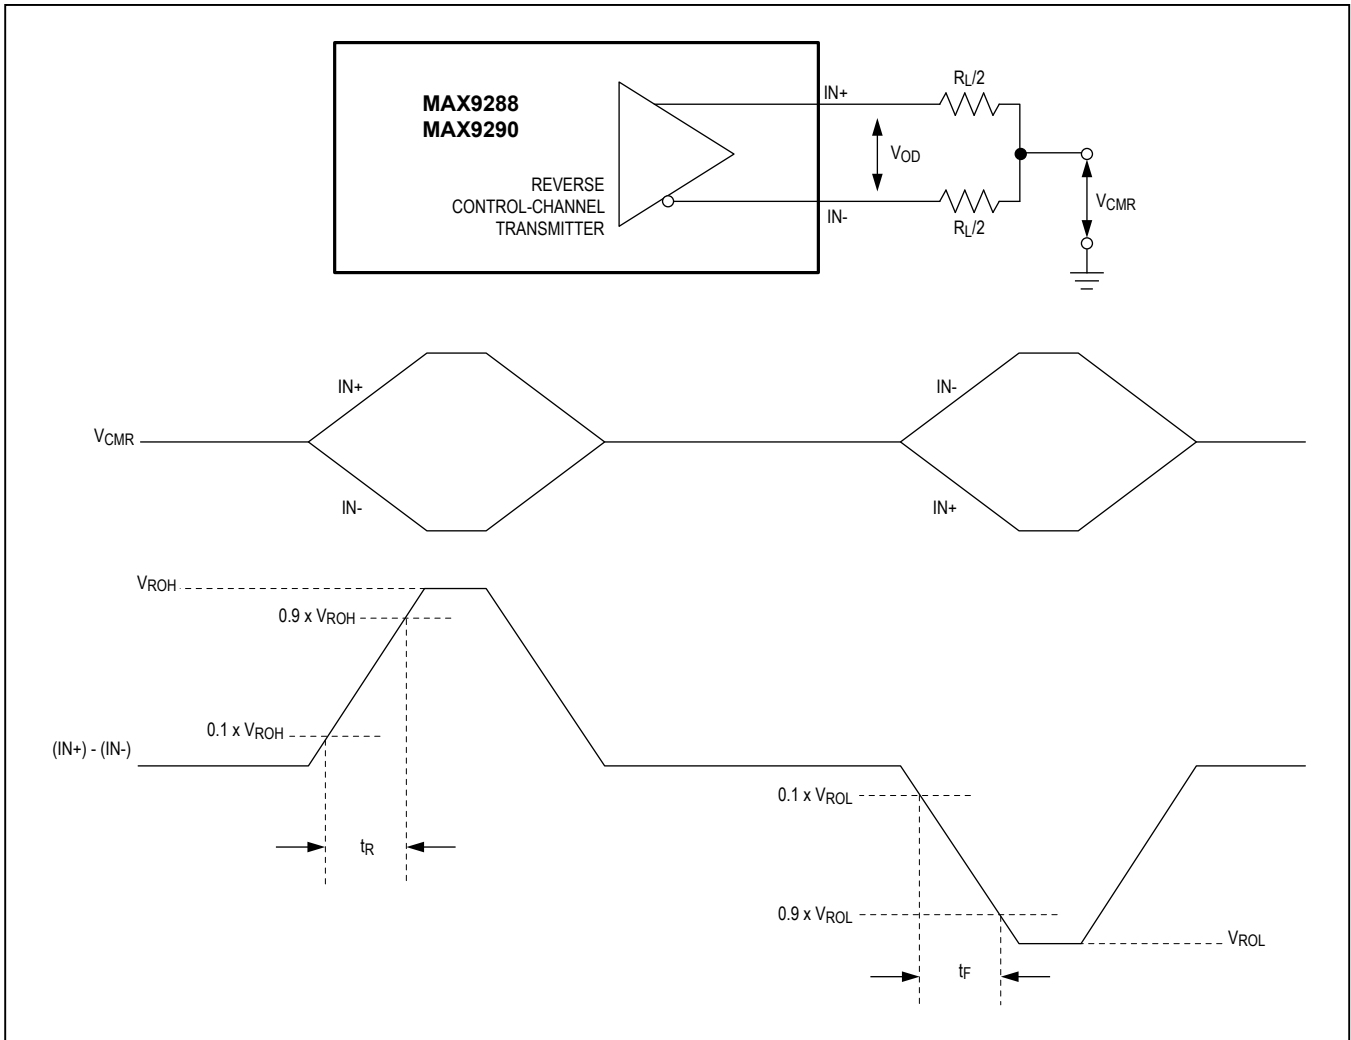 MAX9288
MAX9290
REVERSE
CONTROL-CHANNEL
TRANSMITTER
IN+
IN-
VOD
RL/2
RL/2
VCMR
IN+
IN-
VCMR
IN-
IN+
VROH
0.9 x VROH
0.1 x VROH
(IN+) - (IN-)
tR
0.1 x VROL
0.9 x VROL
VROL
tF